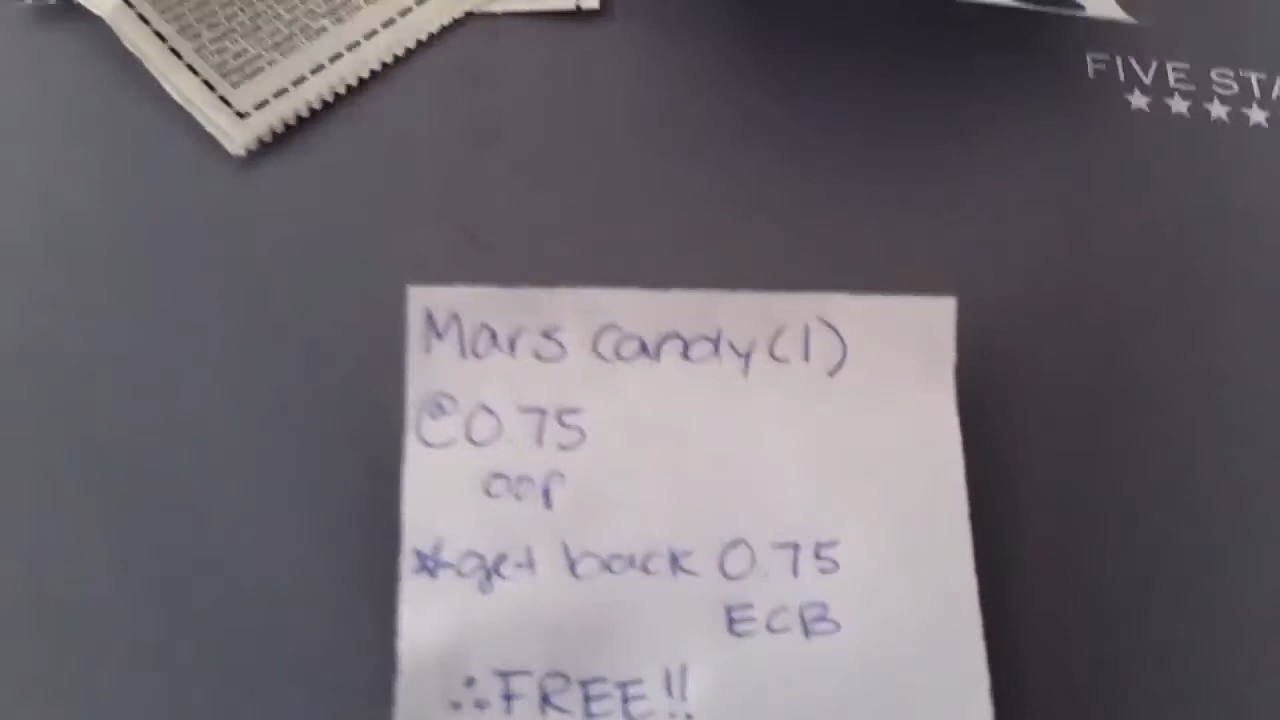 FIVE STA
Mars candy (1)
@0.75
oop
*get back 0.75
ECB
∴FREE!!